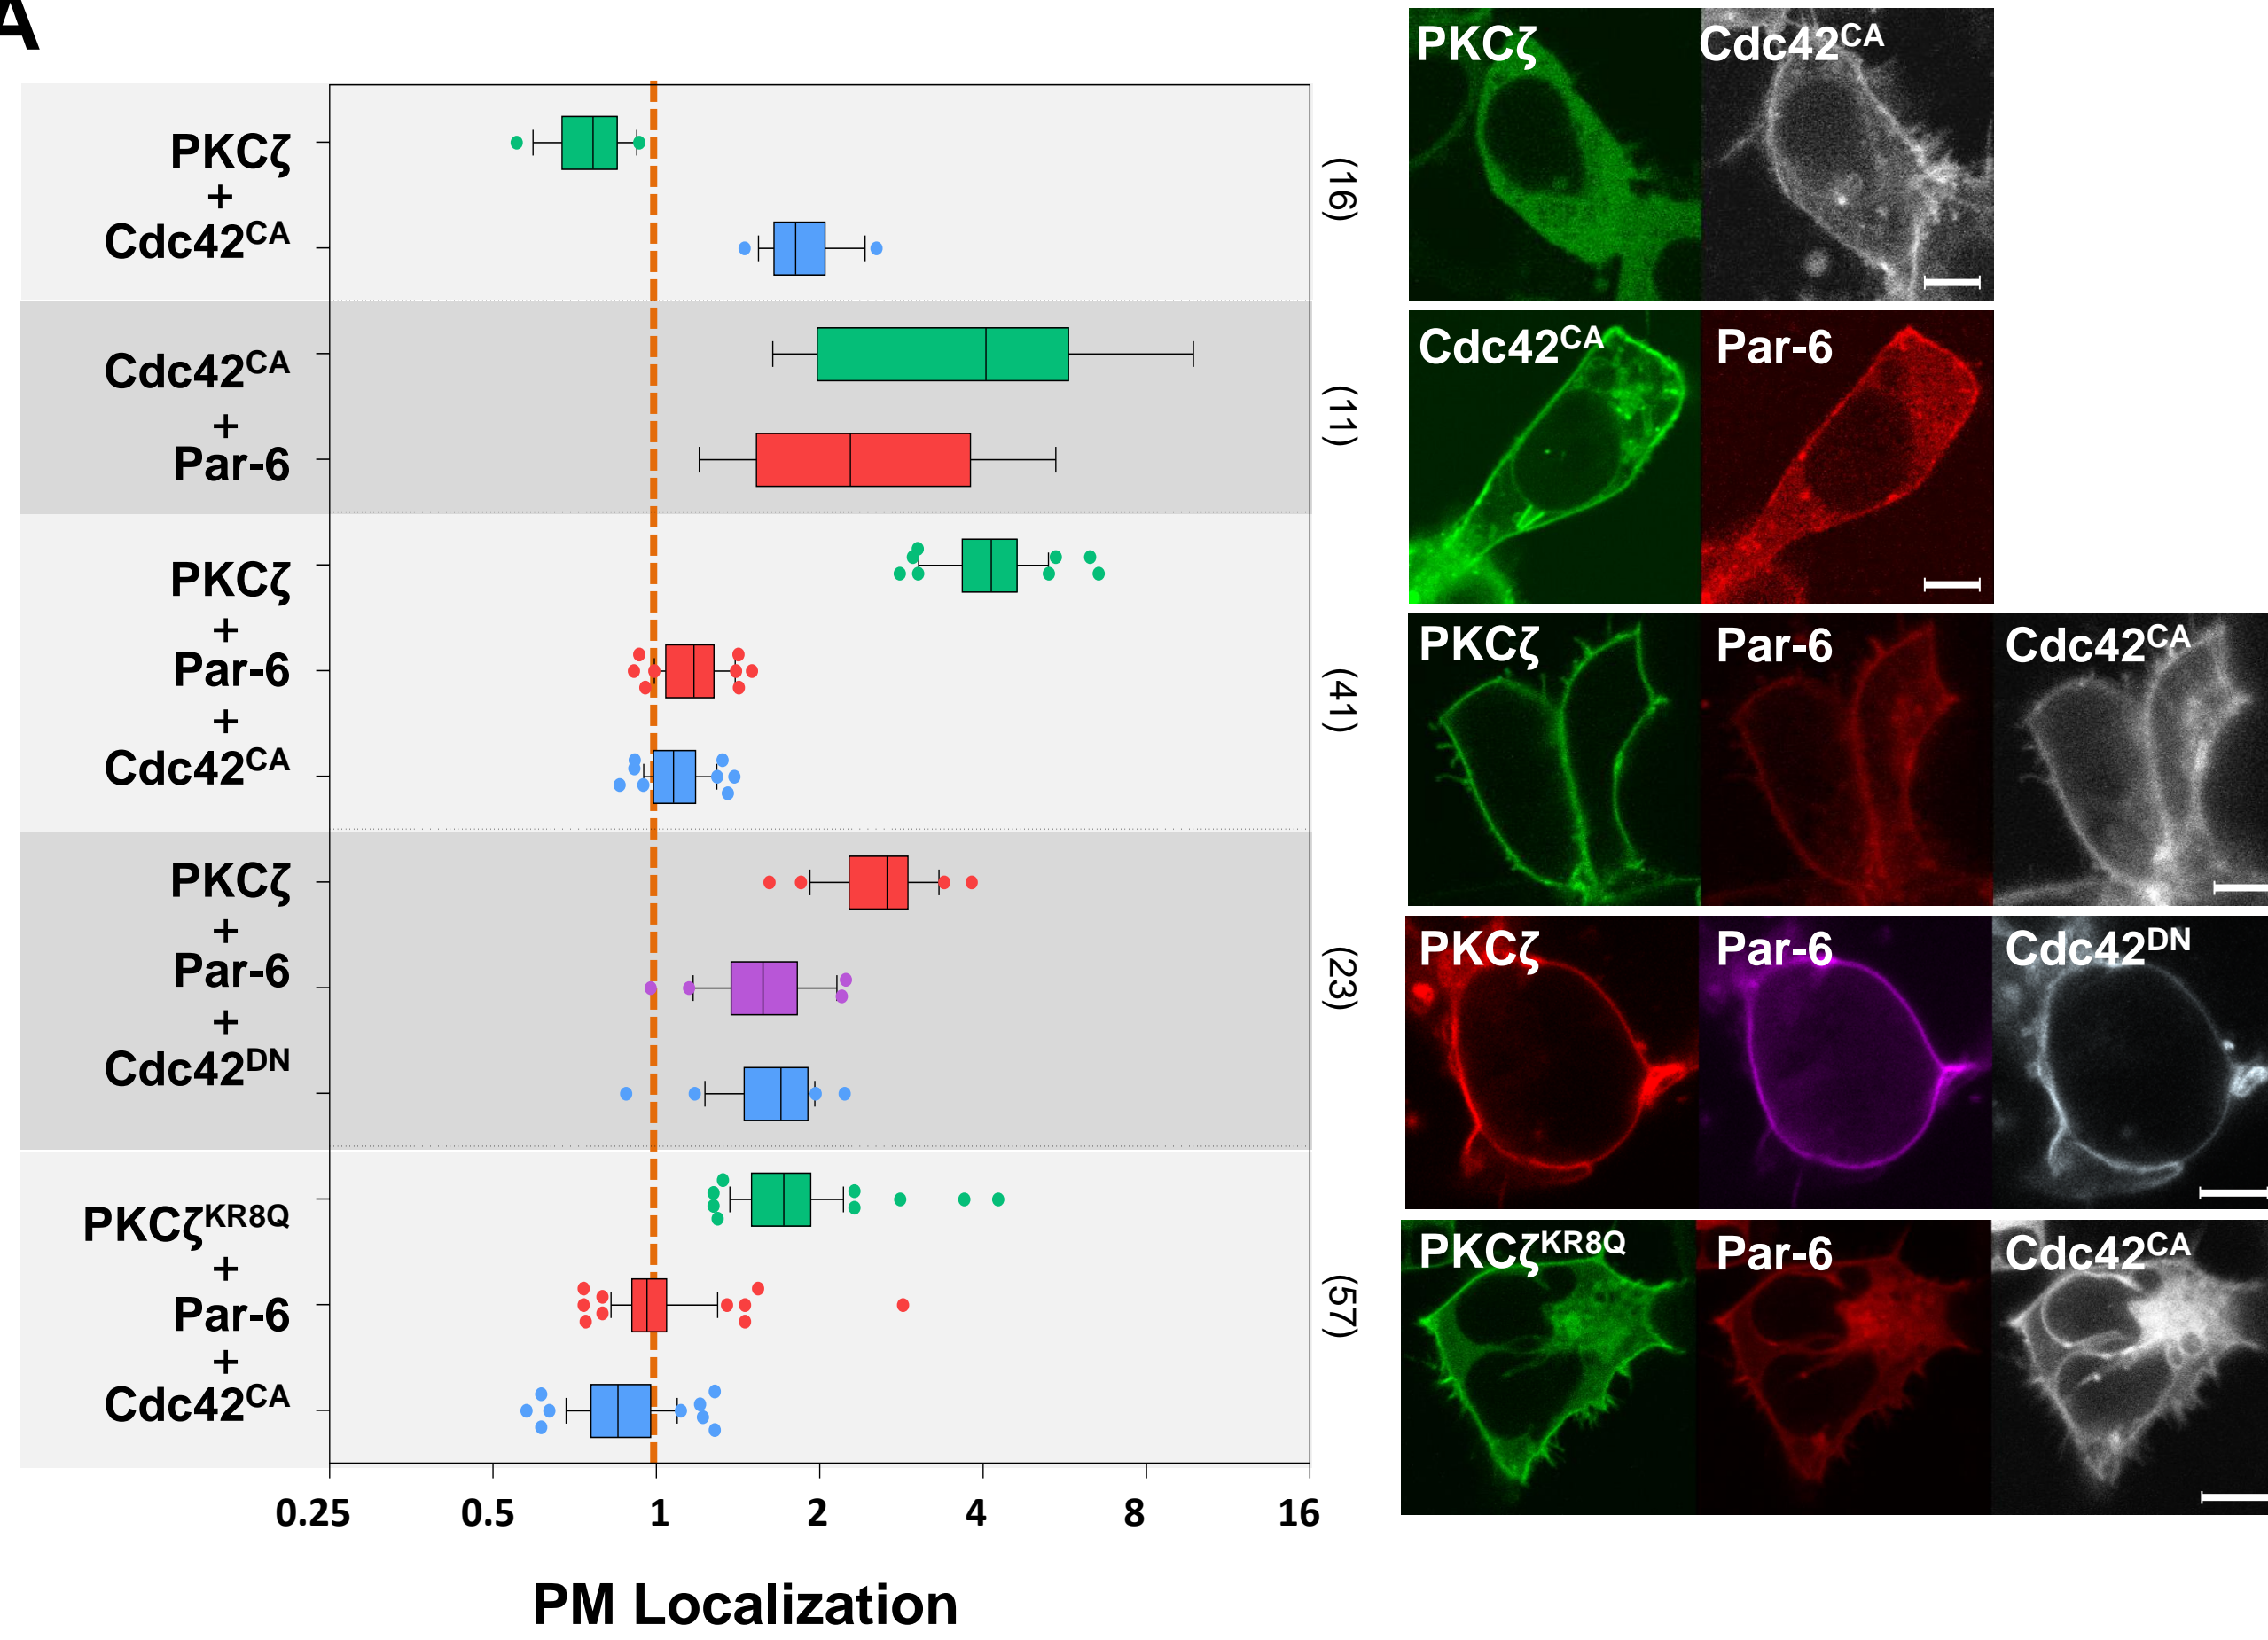 A
PKCζ
+
Cdc42CA
(16)
Cdc42CA
+
Par-6
(11)
PKCζ
+
Par-6
+
Cdc42CA
(41)
PKCζ
+
Par-6
+
Cdc42DN
(23)
PKCζKR8Q
+
Par-6
+
Cdc42CA
(57)
0.25 0.5 1 2 4 8 16
PM Localization
PKCζ Cdc42CA
Cdc42CA Par-6
PKCζ Par-6 Cdc42CA
PKCζ Par-6 Cdc42DN
PKCζKR8Q Par-6 Cdc42CA